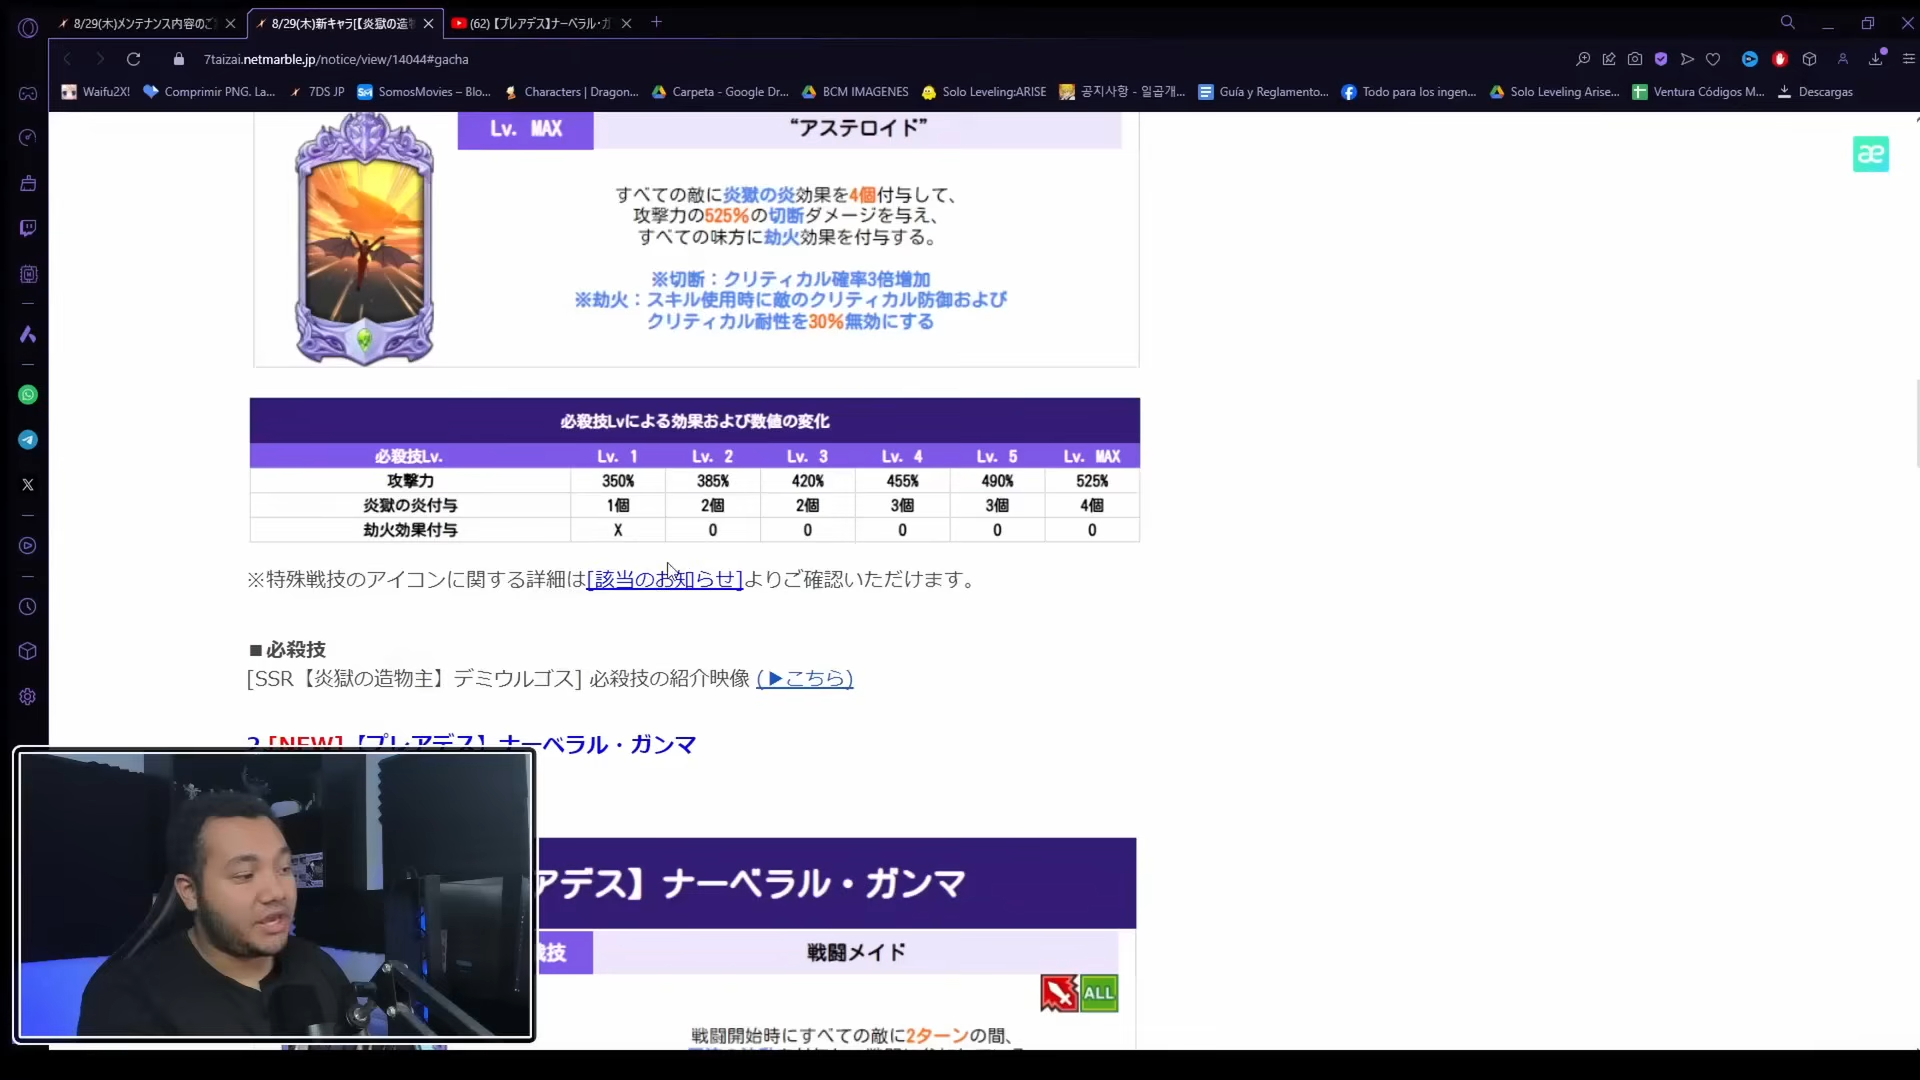 8/29(木)メンテナンス内容のご
8/29(木)新キャラ[【炎獄の造
(62)【プレアデス】ナーベラル・ガ
7taizai.netmarble.jp/notice/view/14044#gacha
Waifu2X!
Comprimir PNG. La...
7DS JP
SomosMovies – Blo...
Characters | Dragon...
Carpeta - Google Dr...
BCM IMAGENES
Solo Leveling:ARISE
공지사항 - 일곱개...
Guía y Reglamento...
Todo para los ingen...
Solo Leveling Arise...
Ventura Códigos M...
Descargas
æ
Lv. MAX
“アステロイド”
すべての敵に炎獄の炎効果を4個付与して、
攻撃力の525%の切断ダメージを与え、
すべての味方に劫火効果を付与する。
※切断：クリティカル確率3倍増加
※劫火：スキル使用時に敵のクリティカル防御および
クリティカル耐性を30%無効にする
必殺技Lvによる効果および数値の変化
必殺技Lv. Lv. 1 Lv. 2 Lv. 3 Lv. 4 Lv. 5 Lv. MAX
攻撃力 350% 385% 420% 455% 490% 525%
炎獄の炎付与 1個 2個 2個 3個 3個 4個
劫火効果付与 X O O O O O
※特殊戦技のアイコンに関する詳細は[該当のお知らせ]よりご確認いただけます。
■必殺技
[SSR【炎獄の造物主】デミウルゴス] 必殺技の紹介映像 (▶こちら)
2.[NEW]【プレアデス】ナーベラル・ガンマ
アデス】ナーベラル・ガンマ
戦技
戦闘メイド
ALL
戦闘開始時にすべての敵に2ターンの間、